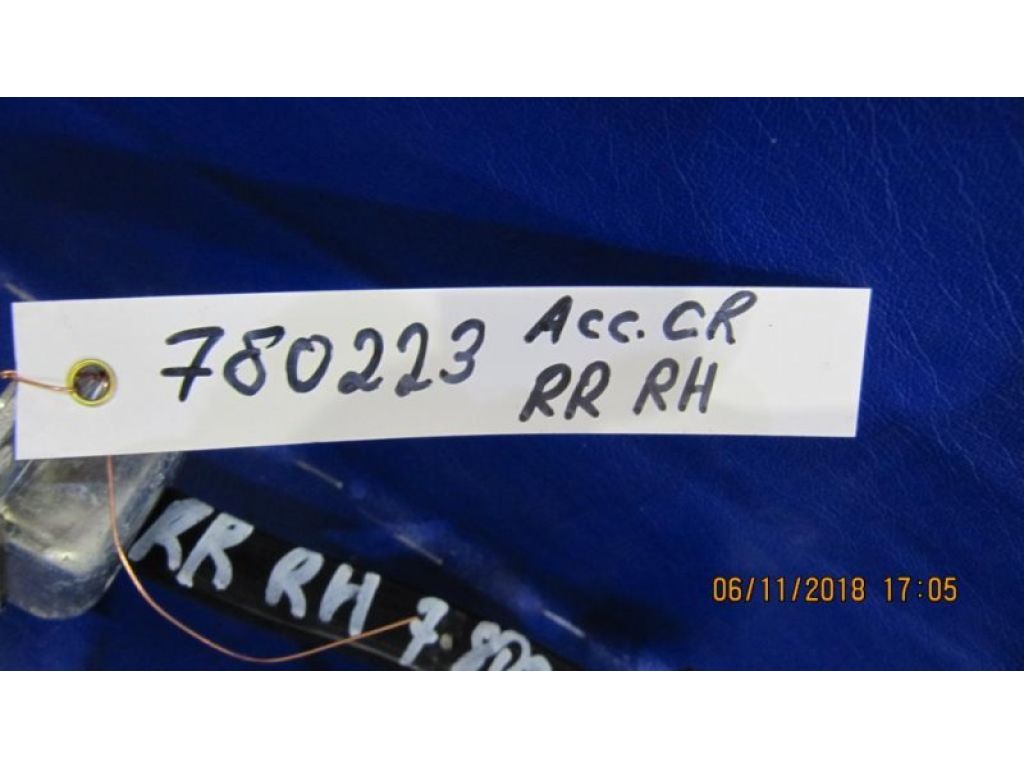 780223 Acc. CR
RR RH
RR RH
06/11/2018 17:05